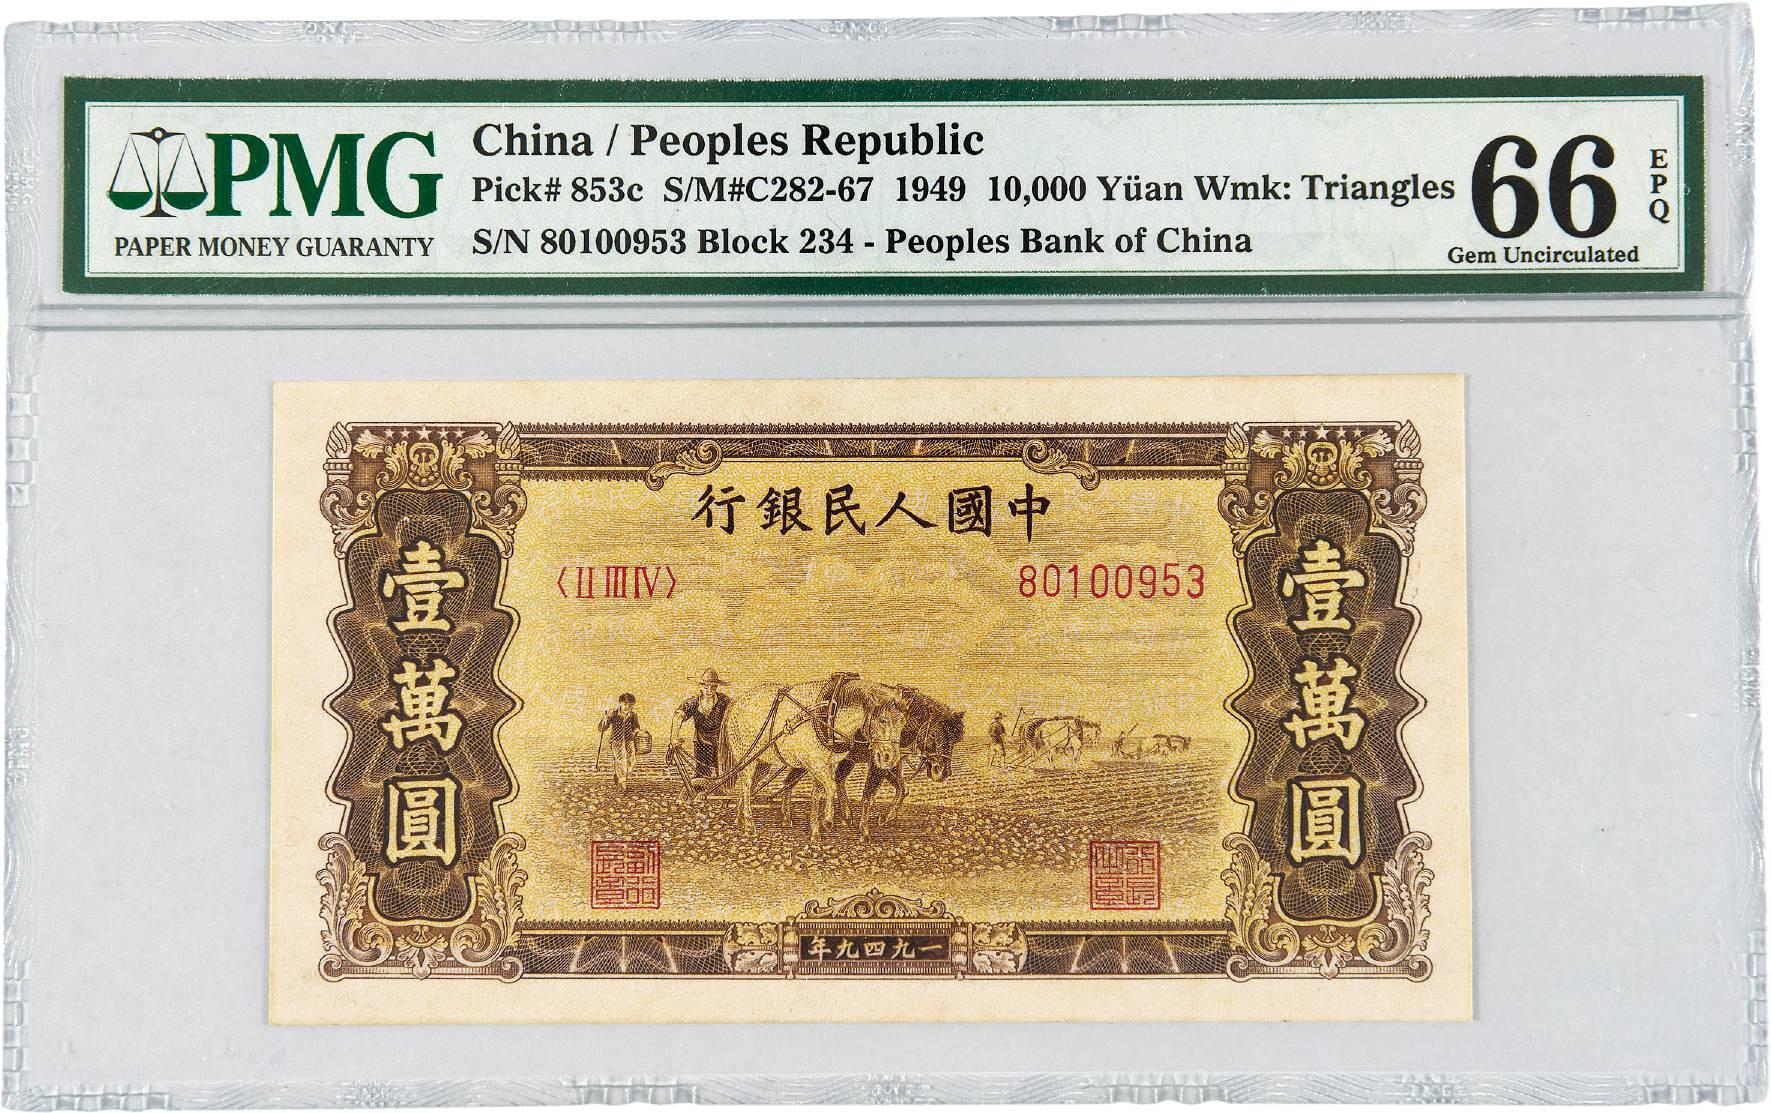 PMG
PAPER MONEY GUARANTY
China / Peoples Republic
Pick# 853c S/M#C282-67 1949 10,000 Yüan Wmk: Triangles
S/N 80100953 Block 234 - Peoples Bank of China
66
EPQ
Gem Uncirculated
行銀民人國中
〈II III IV〉
80100953
壹萬圓
壹萬圓
年九四九一